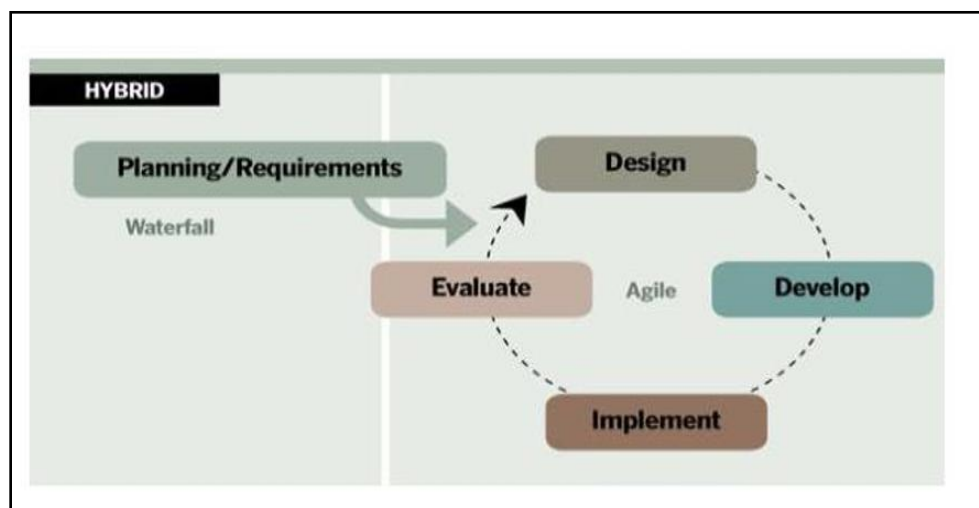 HYBRID
Planning/Requirements
Waterfall
Design
Evaluate
Agile
Develop
Implement